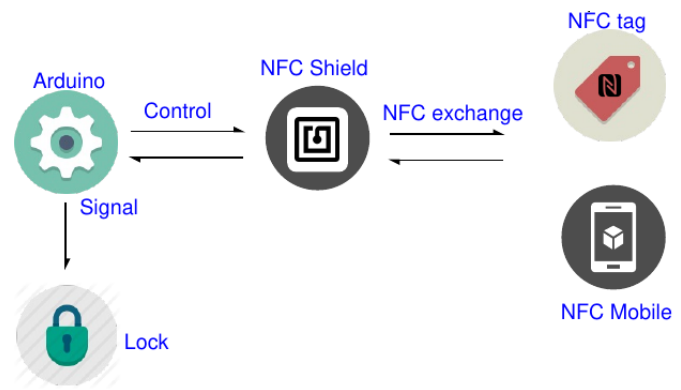 NFC tag
NFC Shield
Arduino
Control
NFC exchange
Signal
NFC Mobile
Lock